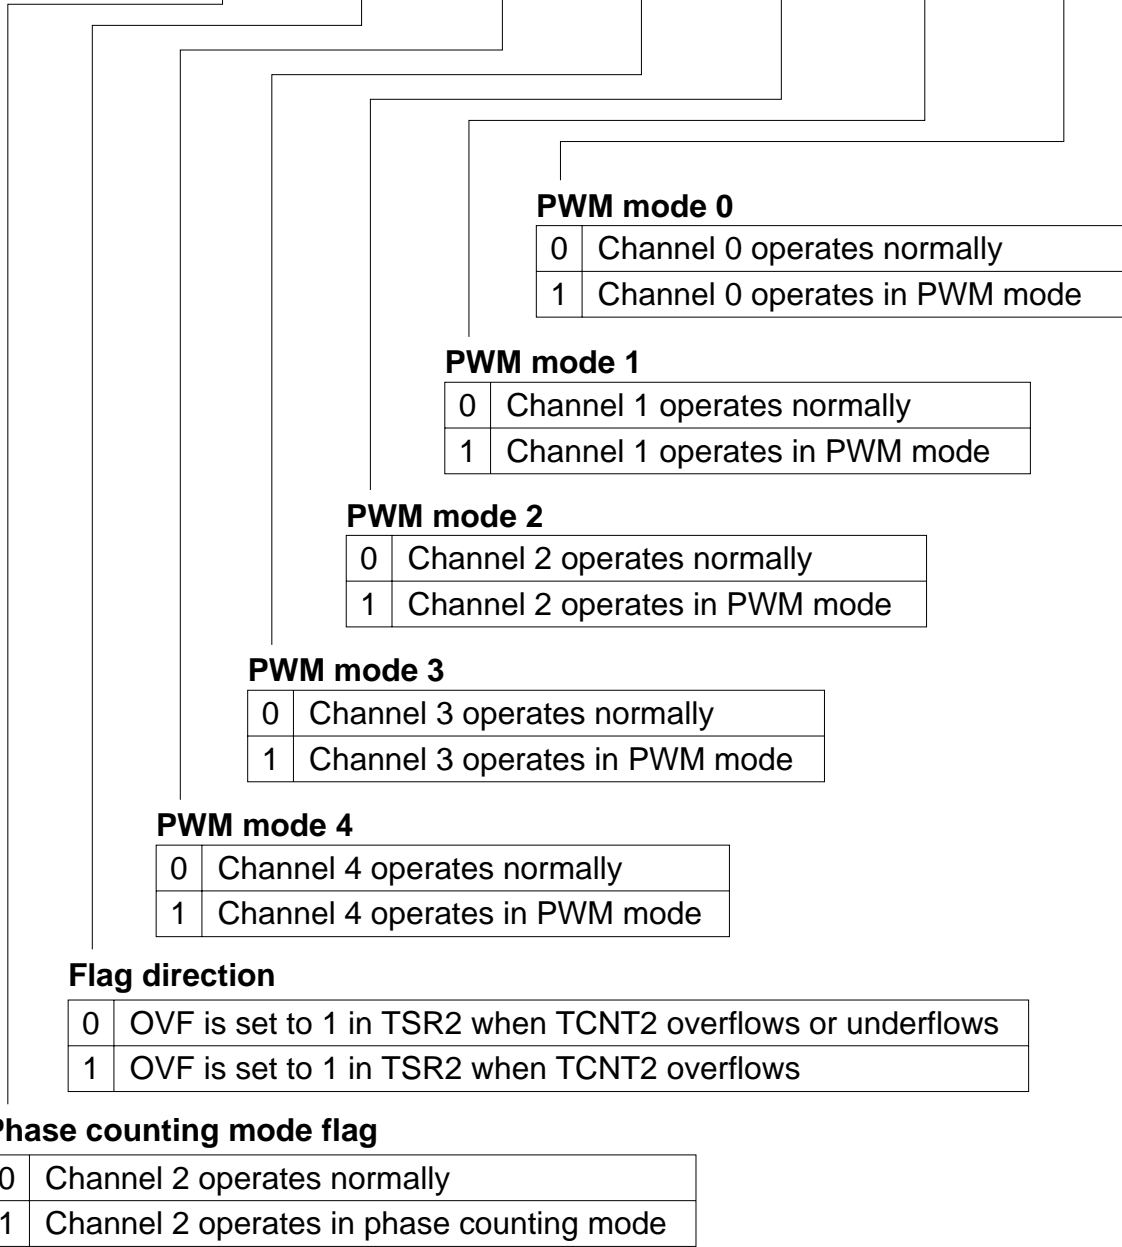 PWM mode 0
0 Channel 0 operates normally
1 Channel 0 operates in PWM mode
PWM mode 1
0 Channel 1 operates normally
1 Channel 1 operates in PWM mode
PWM mode 2
0 Channel 2 operates normally
1 Channel 2 operates in PWM mode
PWM mode 3
0 Channel 3 operates normally
1 Channel 3 operates in PWM mode
PWM mode 4
0 Channel 4 operates normally
1 Channel 4 operates in PWM mode
Flag direction
0 OVF is set to 1 in TSR2 when TCNT2 overflows or underflows
1 OVF is set to 1 in TSR2 when TCNT2 overflows
Phase counting mode flag
0 Channel 2 operates normally
1 Channel 2 operates in phase counting mode